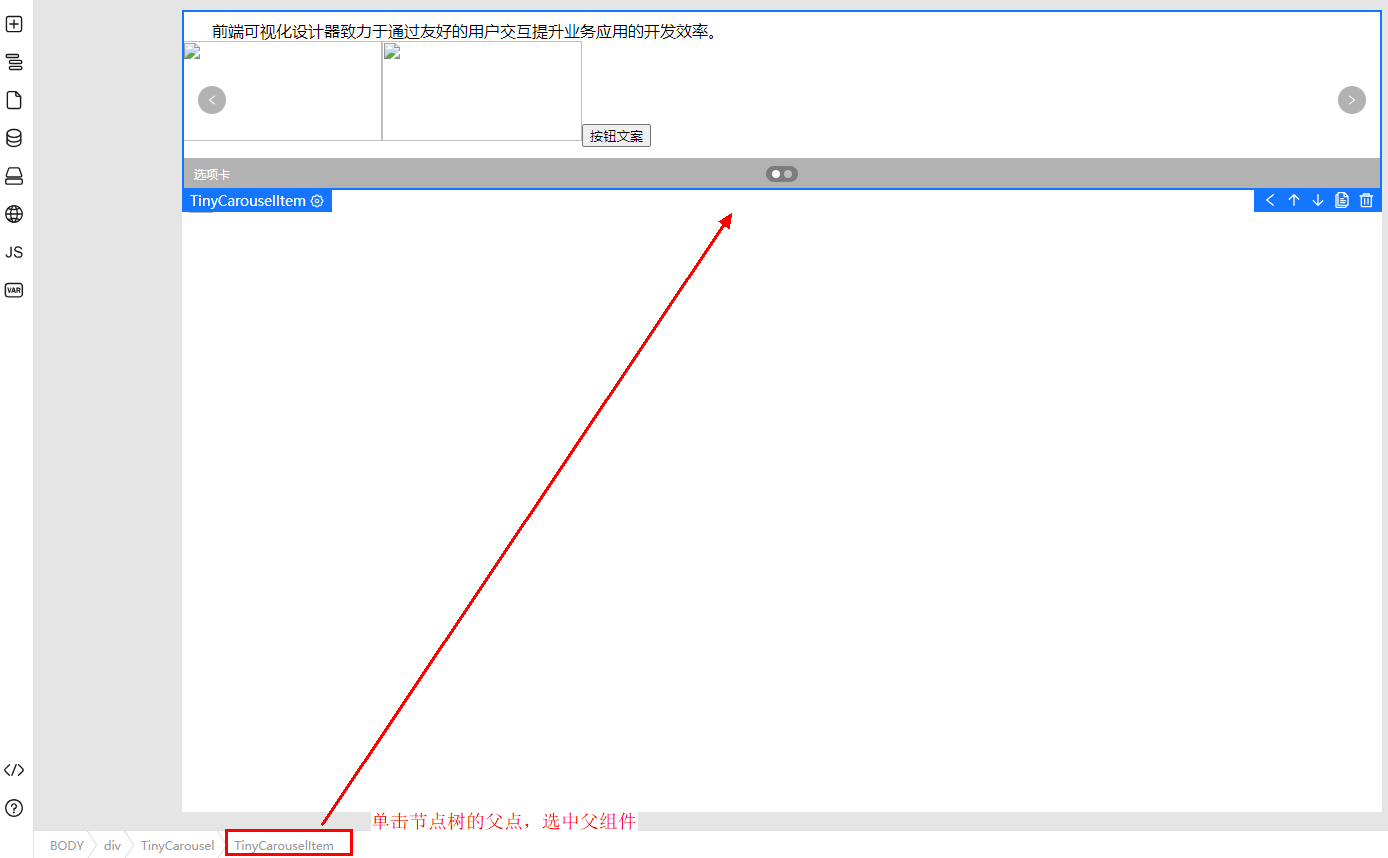 前端可视化设计器致力于通过友好的用户交互提升业务应用的开发效率。
按钮文案
选项卡
TinyCarouselItem
JS
VAR
单击节点树的父点，选中父组件
BODY
div
TinyCarousel
TinyCarouselItem